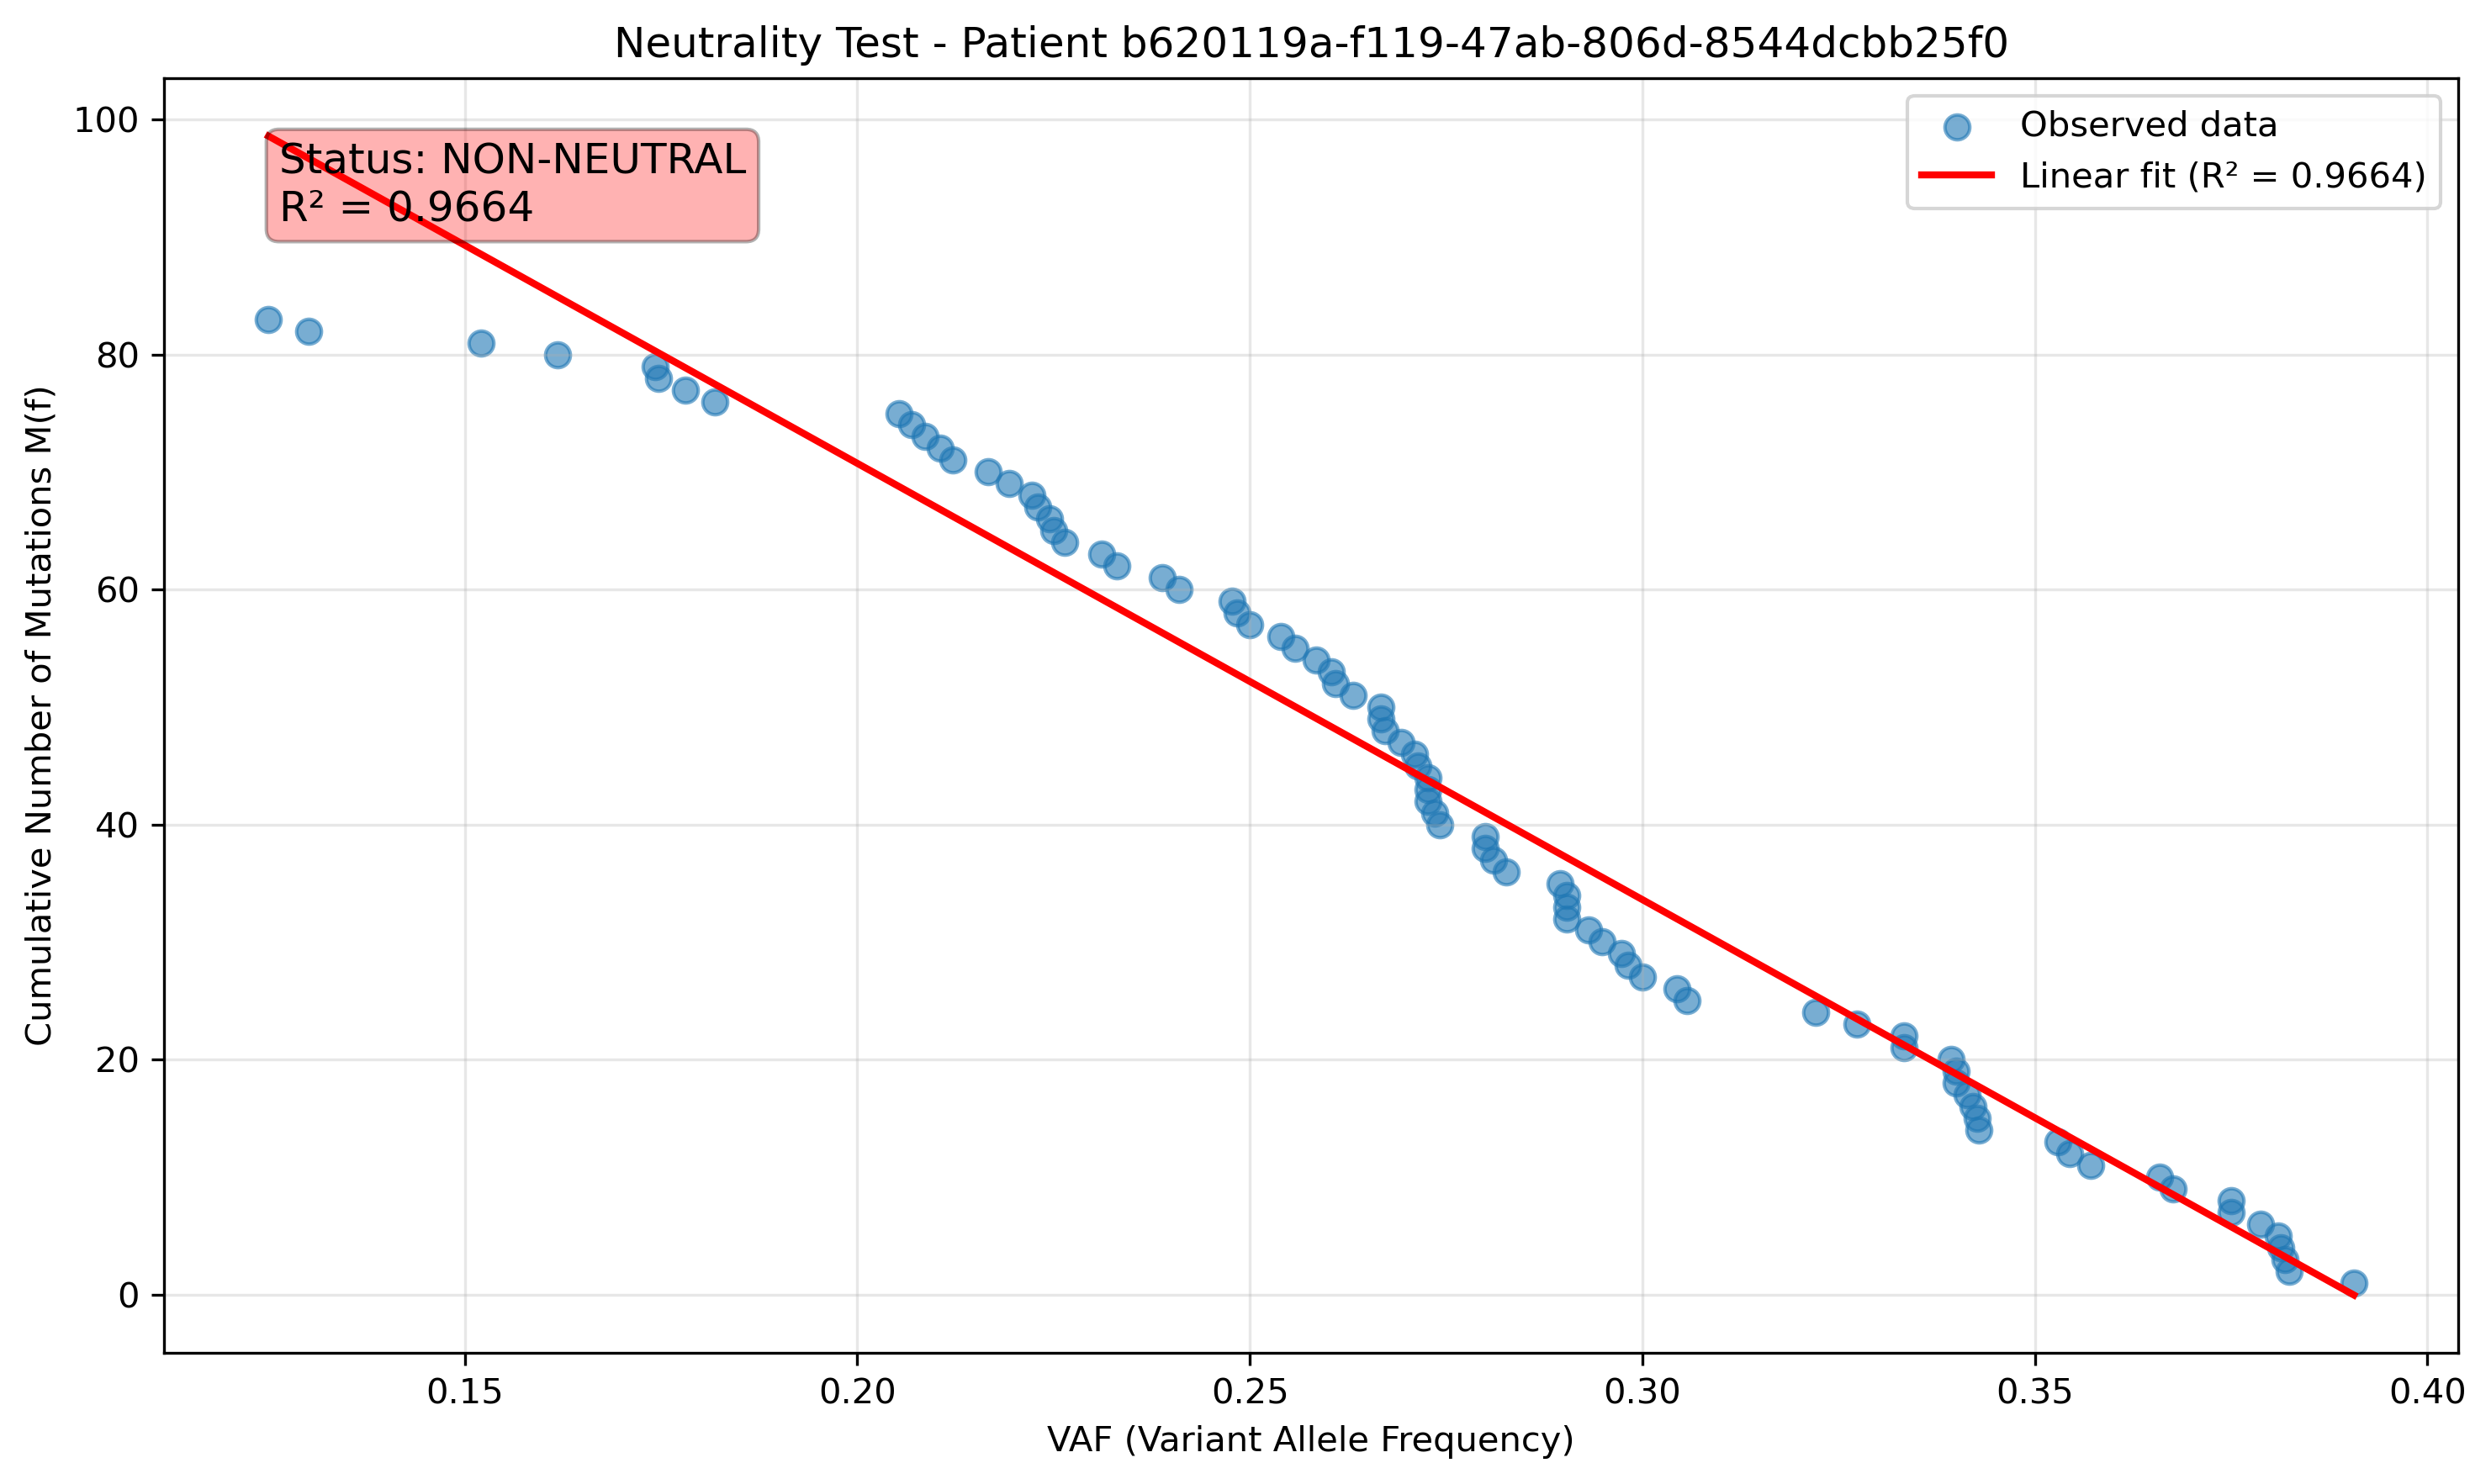 Neutrality Test - Patient b620119a-f119-47ab-806d-8544dcbb25f0
Status: NON-NEUTRAL
R² = 0.9664
Observed data
Linear fit (R² = 0.9664)
Cumulative Number of Mutations M(f)
100
80
60
40
20
0
0.15
0.20
0.25
0.30
0.35
0.40
VAF (Variant Allele Frequency)